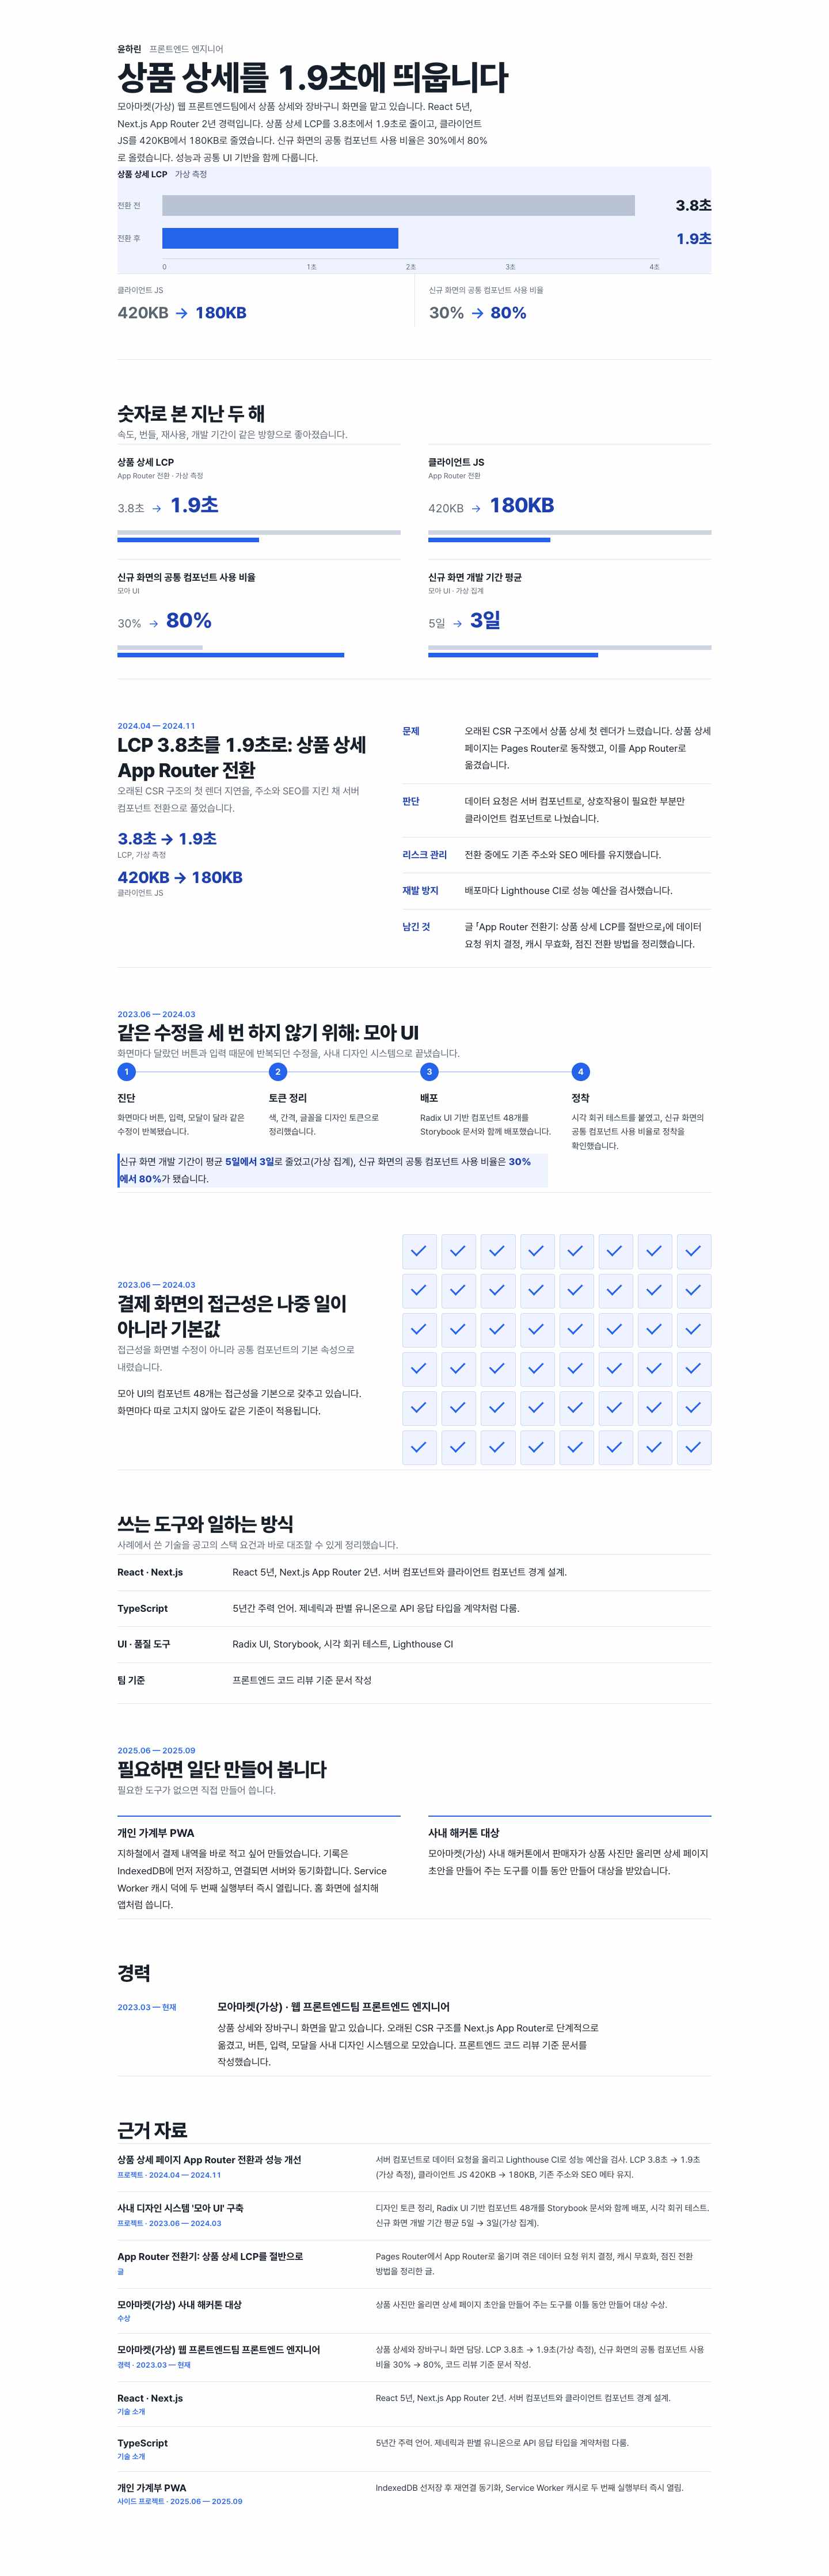 윤하린 프론트엔드 엔지니어
상품 상세를 1.9초에 띄웁니다
모아마켓(가상) 웹 프론트엔드팀에서 상품 상세와 장바구니 화면을 맡고 있습니다. React 5년,
Next.js App Router 2년 경력입니다. 상품 상세 LCP를 3.8초에서 1.9초로 줄이고, 클라이언트
JS를 420KB에서 180KB로 줄였습니다. 신규 화면의 공통 컴포넌트 사용 비율은 30%에서 80%
로 올렸습니다. 성능과 공통 UI 기반을 함께 다룹니다.
상품 상세 LCP 가상 측정
전환 전 3.8초
전환 후 1.9초
0 1초 2초 3초 4초
클라이언트 JS
420KB → 180KB
신규 화면의 공통 컴포넌트 사용 비율
30% → 80%
숫자로 본 지난 두 해
속도, 번들, 재사용, 개발 기간이 같은 방향으로 좋아졌습니다.
상품 상세 LCP
App Router 전환 · 가상 측정
3.8초 → 1.9초
클라이언트 JS
App Router 전환
420KB → 180KB
신규 화면의 공통 컴포넌트 사용 비율
모아 UI
30% → 80%
신규 화면 개발 기간 평균
모아 UI · 가상 집계
5일 → 3일
2024.04 — 2024.11
LCP 3.8초를 1.9초로: 상품 상세
App Router 전환
오래된 CSR 구조의 첫 렌더 지연을, 주소와 SEO를 지킨 채 서버
컴포넌트 전환으로 풀었습니다.
3.8초 → 1.9초
LCP, 가상 측정
420KB → 180KB
클라이언트 JS
문제
오래된 CSR 구조에서 상품 상세 첫 렌더가 느렸습니다. 상품 상세
페이지는 Pages Router로 동작했고, 이를 App Router로
옮겼습니다.
판단
데이터 요청은 서버 컴포넌트로, 상호작용이 필요한 부분만
클라이언트 컴포넌트로 나눴습니다.
리스크 관리
전환 중에도 기존 주소와 SEO 메타를 유지했습니다.
재발 방지
배포마다 Lighthouse CI로 성능 예산을 검사했습니다.
남긴 것
글 「App Router 전환기: 상품 상세 LCP를 절반으로」에 데이터
요청 위치 결정, 캐시 무효화, 점진 전환 방법을 정리했습니다.
2023.06 — 2024.03
같은 수정을 세 번 하지 않기 위해: 모아 UI
화면마다 달랐던 버튼과 입력 때문에 반복되던 수정을, 사내 디자인 시스템으로 끝냈습니다.
1
진단
화면마다 버튼, 입력, 모달이 달라 같은
수정이 반복됐습니다.
2
토큰 정리
색, 간격, 글꼴을 디자인 토큰으로
정리했습니다.
3
배포
Radix UI 기반 컴포넌트 48개를
Storybook 문서와 함께 배포했습니다.
4
정착
시각 회귀 테스트를 붙였고, 신규 화면의
공통 컴포넌트 사용 비율로 정착을
확인했습니다.
신규 화면 개발 기간이 평균 5일에서 3일로 줄었고(가상 집계), 신규 화면의 공통 컴포넌트 사용 비율은 30%
에서 80%가 됐습니다.
2023.06 — 2024.03
결제 화면의 접근성은 나중 일이
아니라 기본값
접근성을 화면별 수정이 아니라 공통 컴포넌트의 기본 속성으로
내렸습니다.
모아 UI의 컴포넌트 48개는 접근성을 기본으로 갖추고 있습니다.
화면마다 따로 고치지 않아도 같은 기준이 적용됩니다.
쓰는 도구와 일하는 방식
사례에서 쓴 기술을 공고의 스택 요건과 바로 대조할 수 있게 정리했습니다.
React · Next.js
React 5년, Next.js App Router 2년. 서버 컴포넌트와 클라이언트 컴포넌트 경계 설계.
TypeScript
5년간 주력 언어. 제네릭과 판별 유니온으로 API 응답 타입을 계약처럼 다룸.
UI · 품질 도구
Radix UI, Storybook, 시각 회귀 테스트, Lighthouse CI
팀 기준
프론트엔드 코드 리뷰 기준 문서 작성
2025.06 — 2025.09
필요하면 일단 만들어 봅니다
필요한 도구가 없으면 직접 만들어 씁니다.
개인 가계부 PWA
지하철에서 결제 내역을 바로 적고 싶어 만들었습니다. 기록은
IndexedDB에 먼저 저장하고, 연결되면 서버와 동기화합니다. Service
Worker 캐시 덕에 두 번째 실행부터 즉시 열립니다. 홈 화면에 설치해
앱처럼 씁니다.
사내 해커톤 대상
모아마켓(가상) 사내 해커톤에서 판매자가 상품 사진만 올리면 상세 페이지
초안을 만들어 주는 도구를 이틀 동안 만들어 대상을 받았습니다.
경력
2023.03 — 현재
모아마켓(가상) · 웹 프론트엔드팀 프론트엔드 엔지니어
상품 상세와 장바구니 화면을 맡고 있습니다. 오래된 CSR 구조를 Next.js App Router로 단계적으로
옮겼고, 버튼, 입력, 모달을 사내 디자인 시스템으로 모았습니다. 프론트엔드 코드 리뷰 기준 문서를
작성했습니다.
근거 자료
상품 상세 페이지 App Router 전환과 성능 개선
프로젝트 · 2024.04 — 2024.11
서버 컴포넌트로 데이터 요청을 올리고 Lighthouse CI로 성능 예산을 검사. LCP 3.8초 → 1.9초
(가상 측정), 클라이언트 JS 420KB → 180KB, 기존 주소와 SEO 메타 유지.
사내 디자인 시스템 '모아 UI' 구축
프로젝트 · 2023.06 — 2024.03
디자인 토큰 정리, Radix UI 기반 컴포넌트 48개를 Storybook 문서와 함께 배포, 시각 회귀 테스트.
신규 화면 개발 기간 평균 5일 → 3일(가상 집계).
App Router 전환기: 상품 상세 LCP를 절반으로
글
Pages Router에서 App Router로 옮기며 겪은 데이터 요청 위치 결정, 캐시 무효화, 점진 전환
방법을 정리한 글.
모아마켓(가상) 사내 해커톤 대상
수상
상품 사진만 올리면 상세 페이지 초안을 만들어 주는 도구를 이틀 동안 만들어 대상 수상.
모아마켓(가상) 웹 프론트엔드팀 프론트엔드 엔지니어
경력 · 2023.03 — 현재
상품 상세와 장바구니 화면 담당. LCP 3.8초 → 1.9초(가상 측정), 신규 화면의 공통 컴포넌트 사용
비율 30% → 80%, 코드 리뷰 기준 문서 작성.
React · Next.js
기술 소개
React 5년, Next.js App Router 2년. 서버 컴포넌트와 클라이언트 컴포넌트 경계 설계.
TypeScript
기술 소개
5년간 주력 언어. 제네릭과 판별 유니온으로 API 응답 타입을 계약처럼 다룸.
개인 가계부 PWA
사이드 프로젝트 · 2025.06 — 2025.09
IndexedDB 선저장 후 재연결 동기화, Service Worker 캐시로 두 번째 실행부터 즉시 열림.